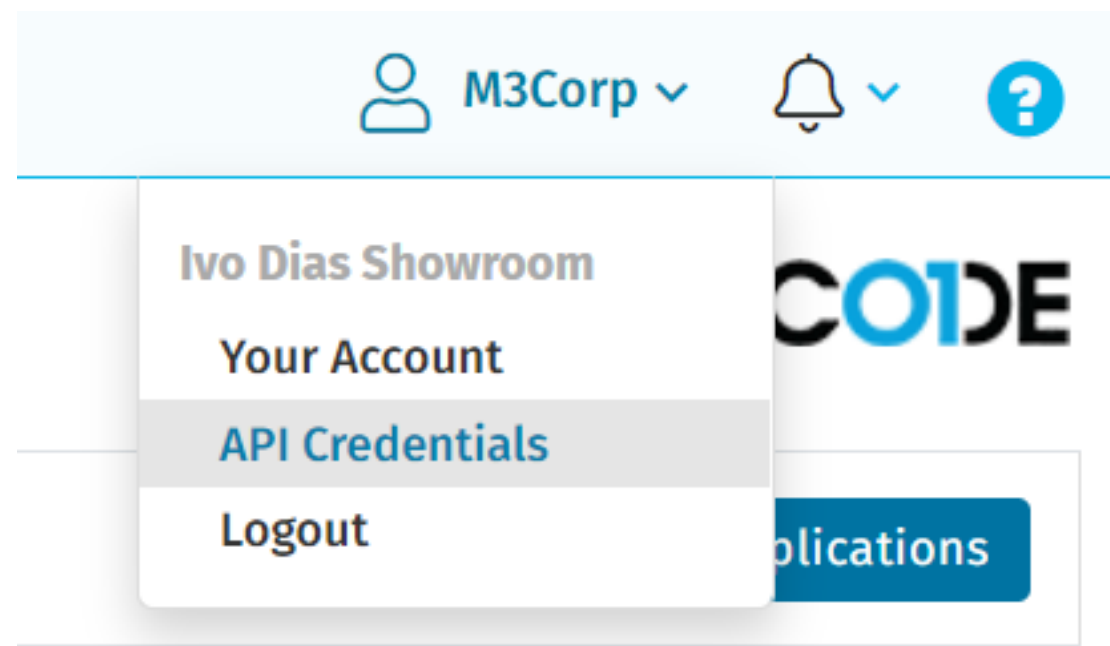 M3Corp
?
Ivo Dias Showroom
CODE
Your Account
API Credentials
Logout
plications